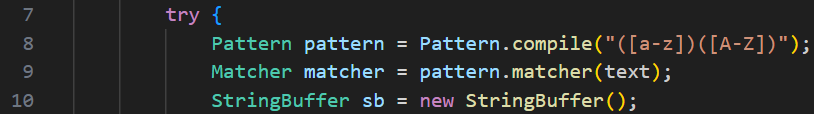 7 try {
8 Pattern pattern = Pattern.compile("([a-z])([A-Z])");
9 Matcher matcher = pattern.matcher(text);
10 StringBuffer sb = new StringBuffer();